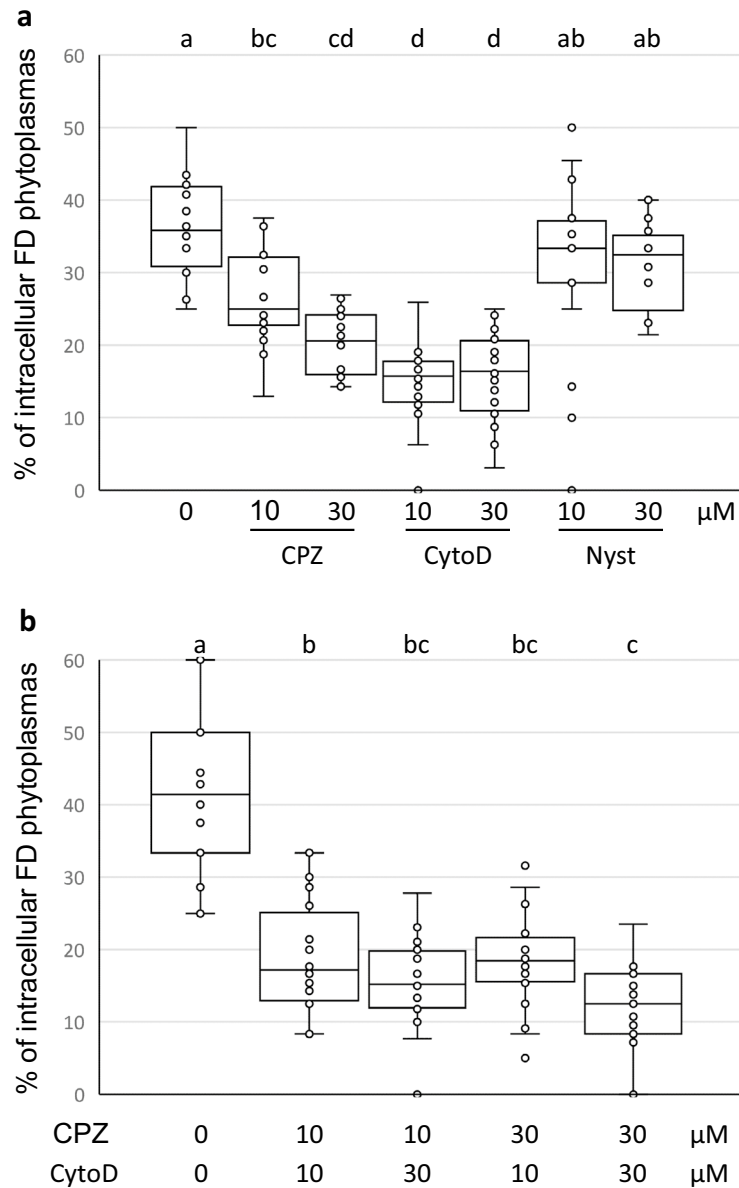 a
a bc cd d d ab ab
60
50
40
30
20
10
0
% of intracellular FD phytoplasmas
0 10 30 10 30 10 30 µM
CPZ CytoD Nyst
b
a b bc bc c
60
50
40
30
20
10
0
% of intracellular FD phytoplasmas
CPZ 0 10 10 30 30 µM
CytoD 0 10 30 10 30 µM